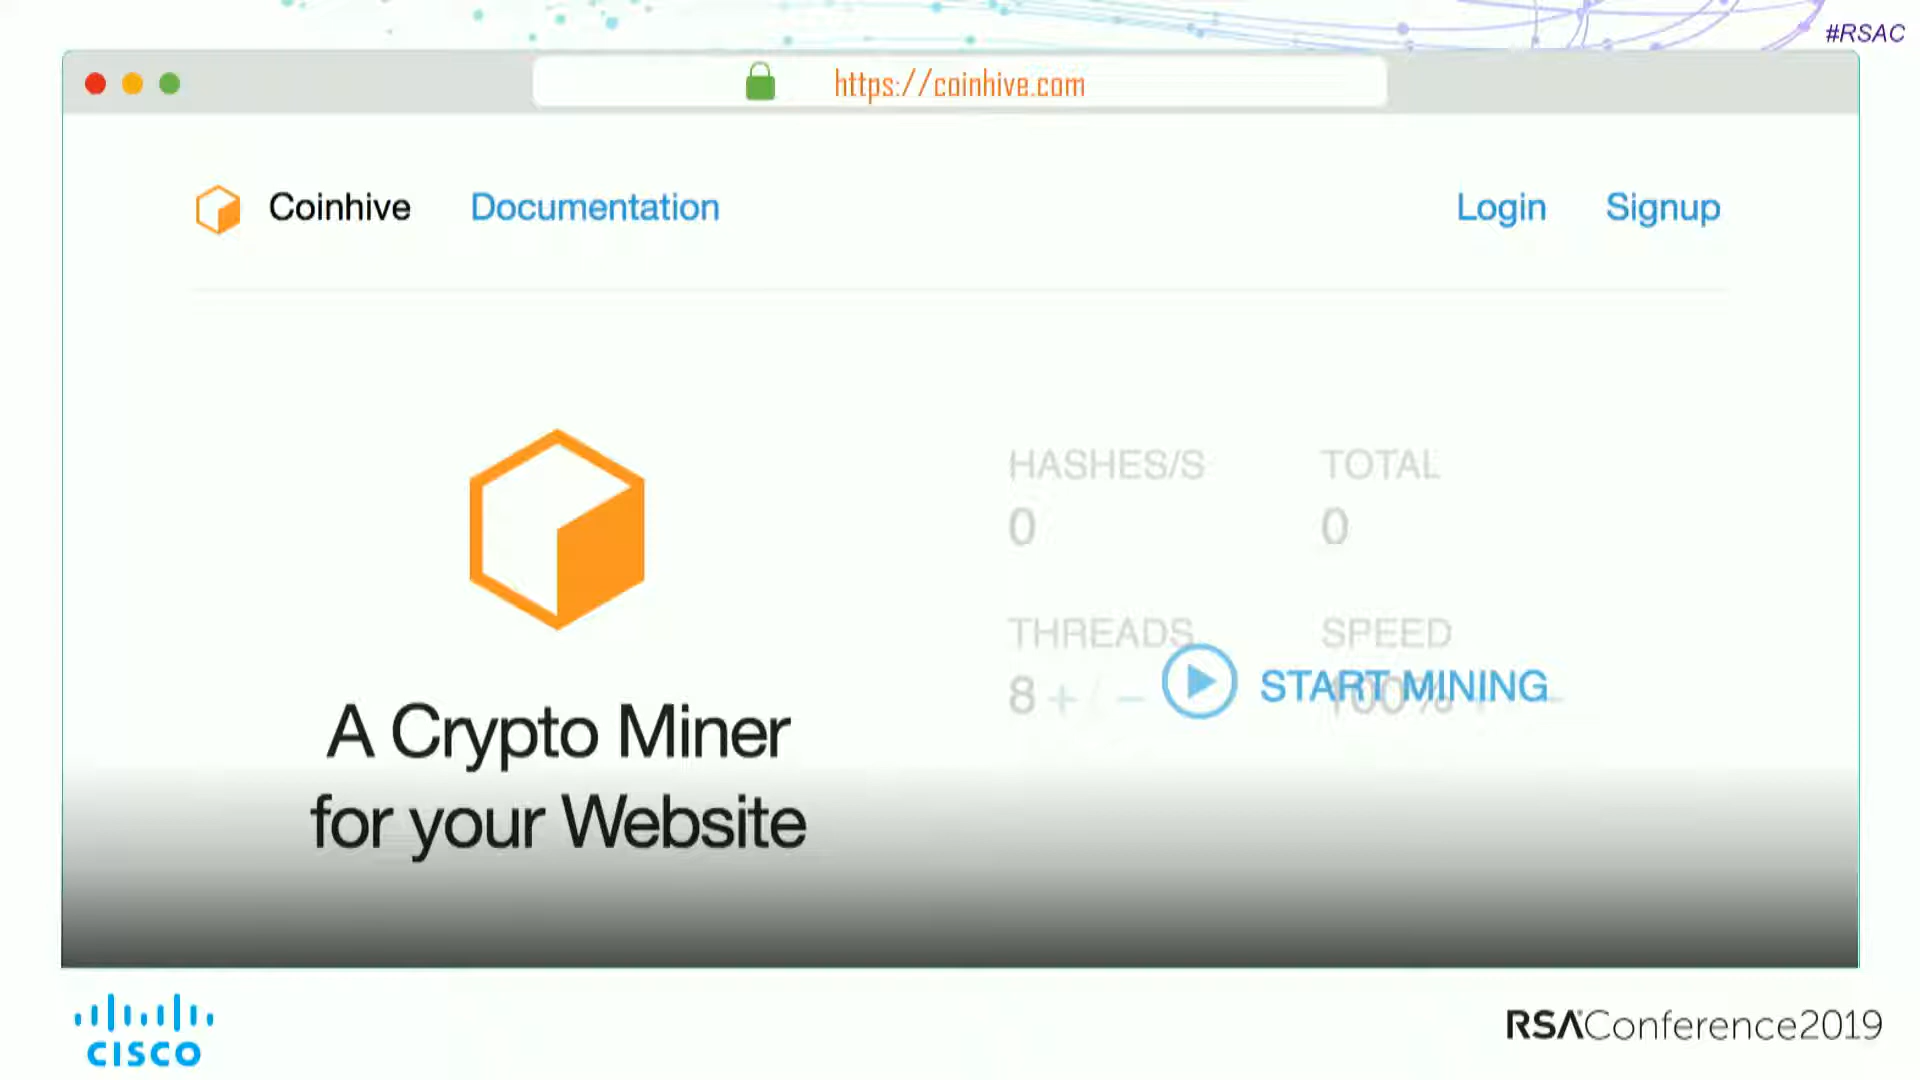 #RSAC
https://coinhive.com
Coinhive Documentation Login Signup
HASHES/S TOTAL
0 0
THREADS SPEED
8 + / − 100% −
START MINING
A Crypto Miner
for your Website
CISCO
RSAConference2019